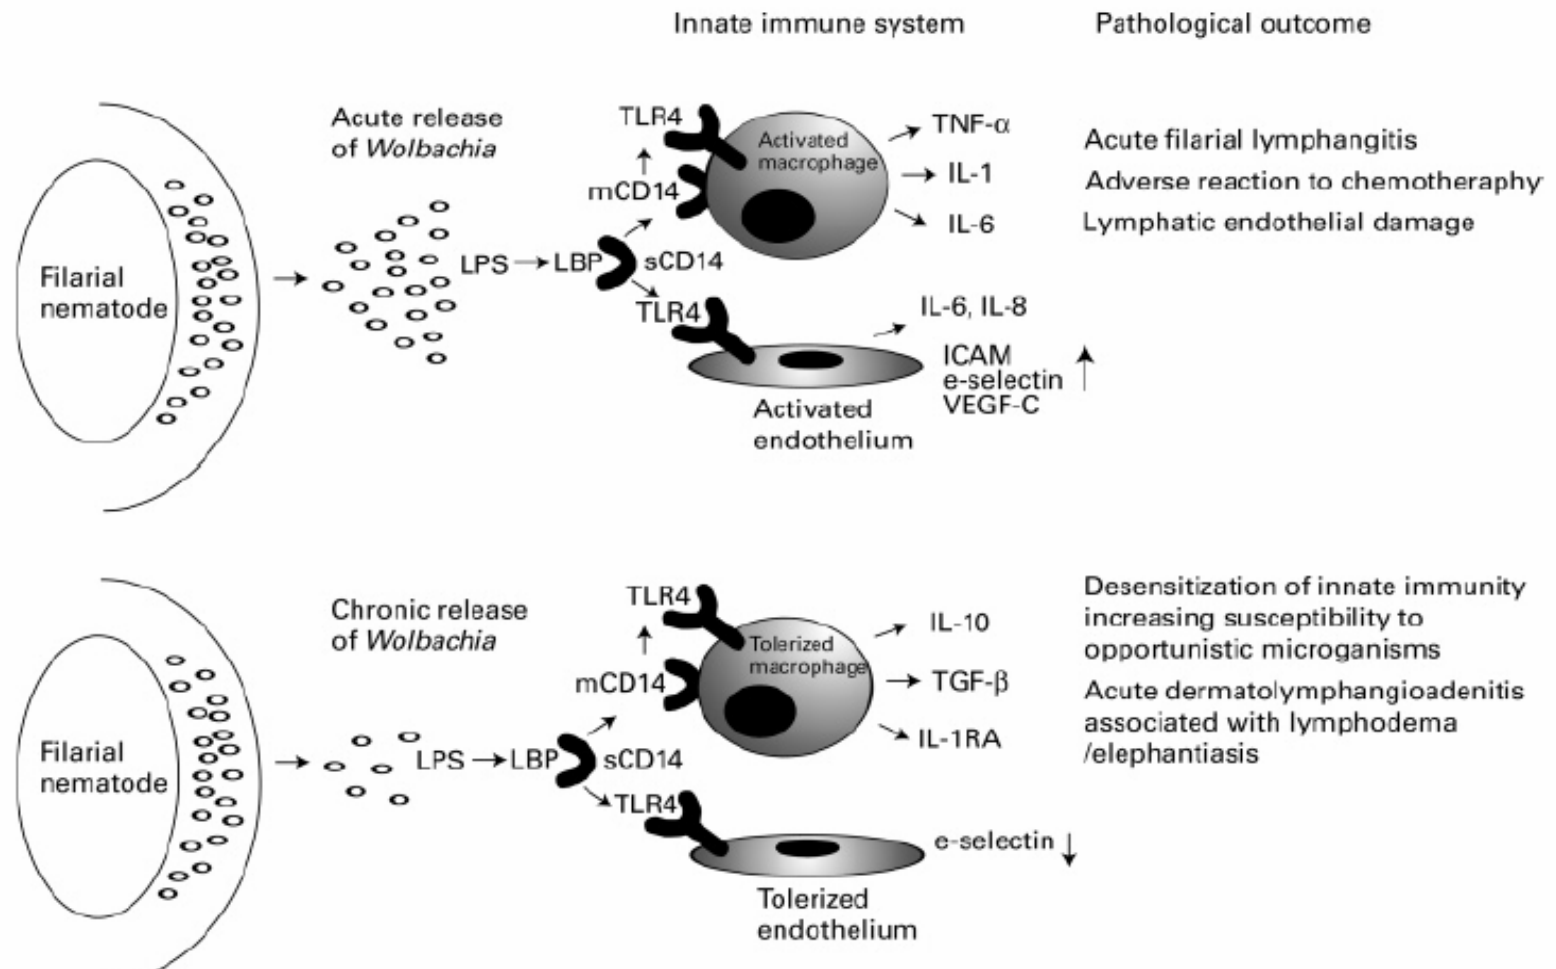 Innate immune system
Pathological outcome
Acute release
of Wolbachia
Filarial
nematode
LPS
LBP
sCD14
mCD14
TLR4
Activated
macrophage
TNF-α
IL-1
IL-6
TLR4
Activated
endothelium
IL-6, IL-8
ICAM
e-selectin
VEGF-C
Acute filarial lymphangitis
Adverse reaction to chemotheraphy
Lymphatic endothelial damage
Chronic release
of Wolbachia
Filarial
nematode
LPS
LBP
sCD14
mCD14
TLR4
Tolerized
macrophage
IL-10
TGF-β
IL-1RA
TLR4
Tolerized
endothelium
e-selectin
Desensitization of innate immunity
increasing susceptibility to
opportunistic microganisms
Acute dermatolymphangioadenitis
associated with lymphodema
/elephantiasis